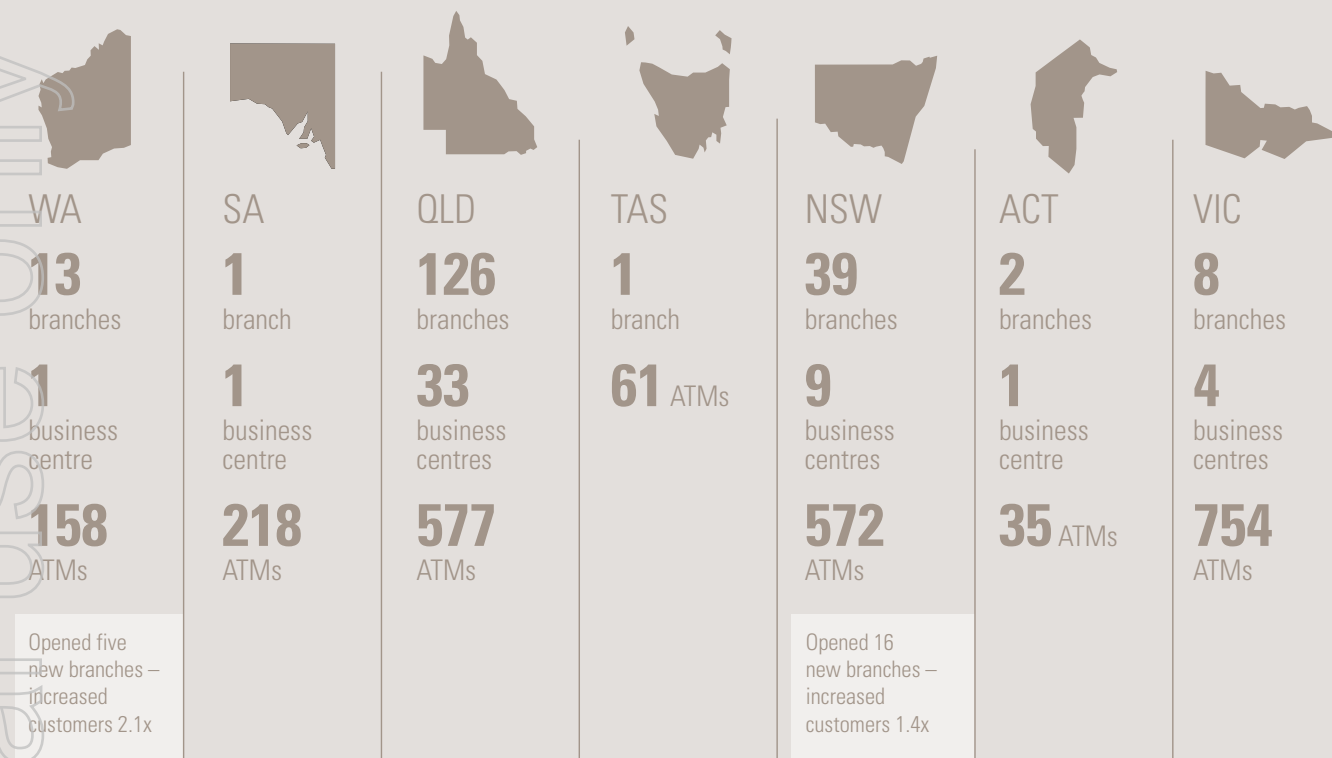 WA
13
branches
1
business
centre
158
ATMs
Opened five
new branches –
increased
customers 2.1x
SA
1
branch
1
business
centre
218
ATMs
QLD
126
branches
33
business
centres
577
ATMs
TAS
1
branch
61 ATMs
NSW
39
branches
9
business
centres
572
ATMs
Opened 16
new branches –
increased
customers 1.4x
ACT
2
branches
1
business
centre
35 ATMs
VIC
8
branches
4
business
centres
754
ATMs
al use only